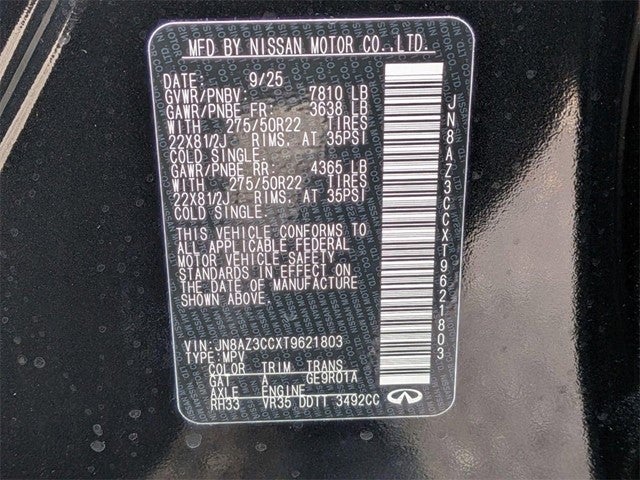 MFD BY NISSAN MOTOR CO.,LTD.
DATE: 9/25
GVWR/PNBV: 7810 LB
GAWR/PNBE FR: 3638 LB
WITH 275/50R22 TIRES
22X81/2J RIMS, AT 35PSI
COLD SINGLE.
GAWR/PNBE RR: 4365 LB
WITH 275/50R22 TIRES
22X81/2J RIMS, AT 35PSI
COLD SINGLE.
THIS VEHICLE CONFORMS TO
ALL APPLICABLE FEDERAL
MOTOR VEHICLE SAFETY
STANDARDS IN EFFECT ON
THE DATE OF MANUFACTURE
SHOWN ABOVE.
VIN: JN8AZ3CCXT9621803
TYPE: MPV
COLOR TRIM TRANS
GAT A GE9R01A
AXLE ENGINE
RH33 VR35 DDTT 3492CC
JN8AZ3CCXT9621803